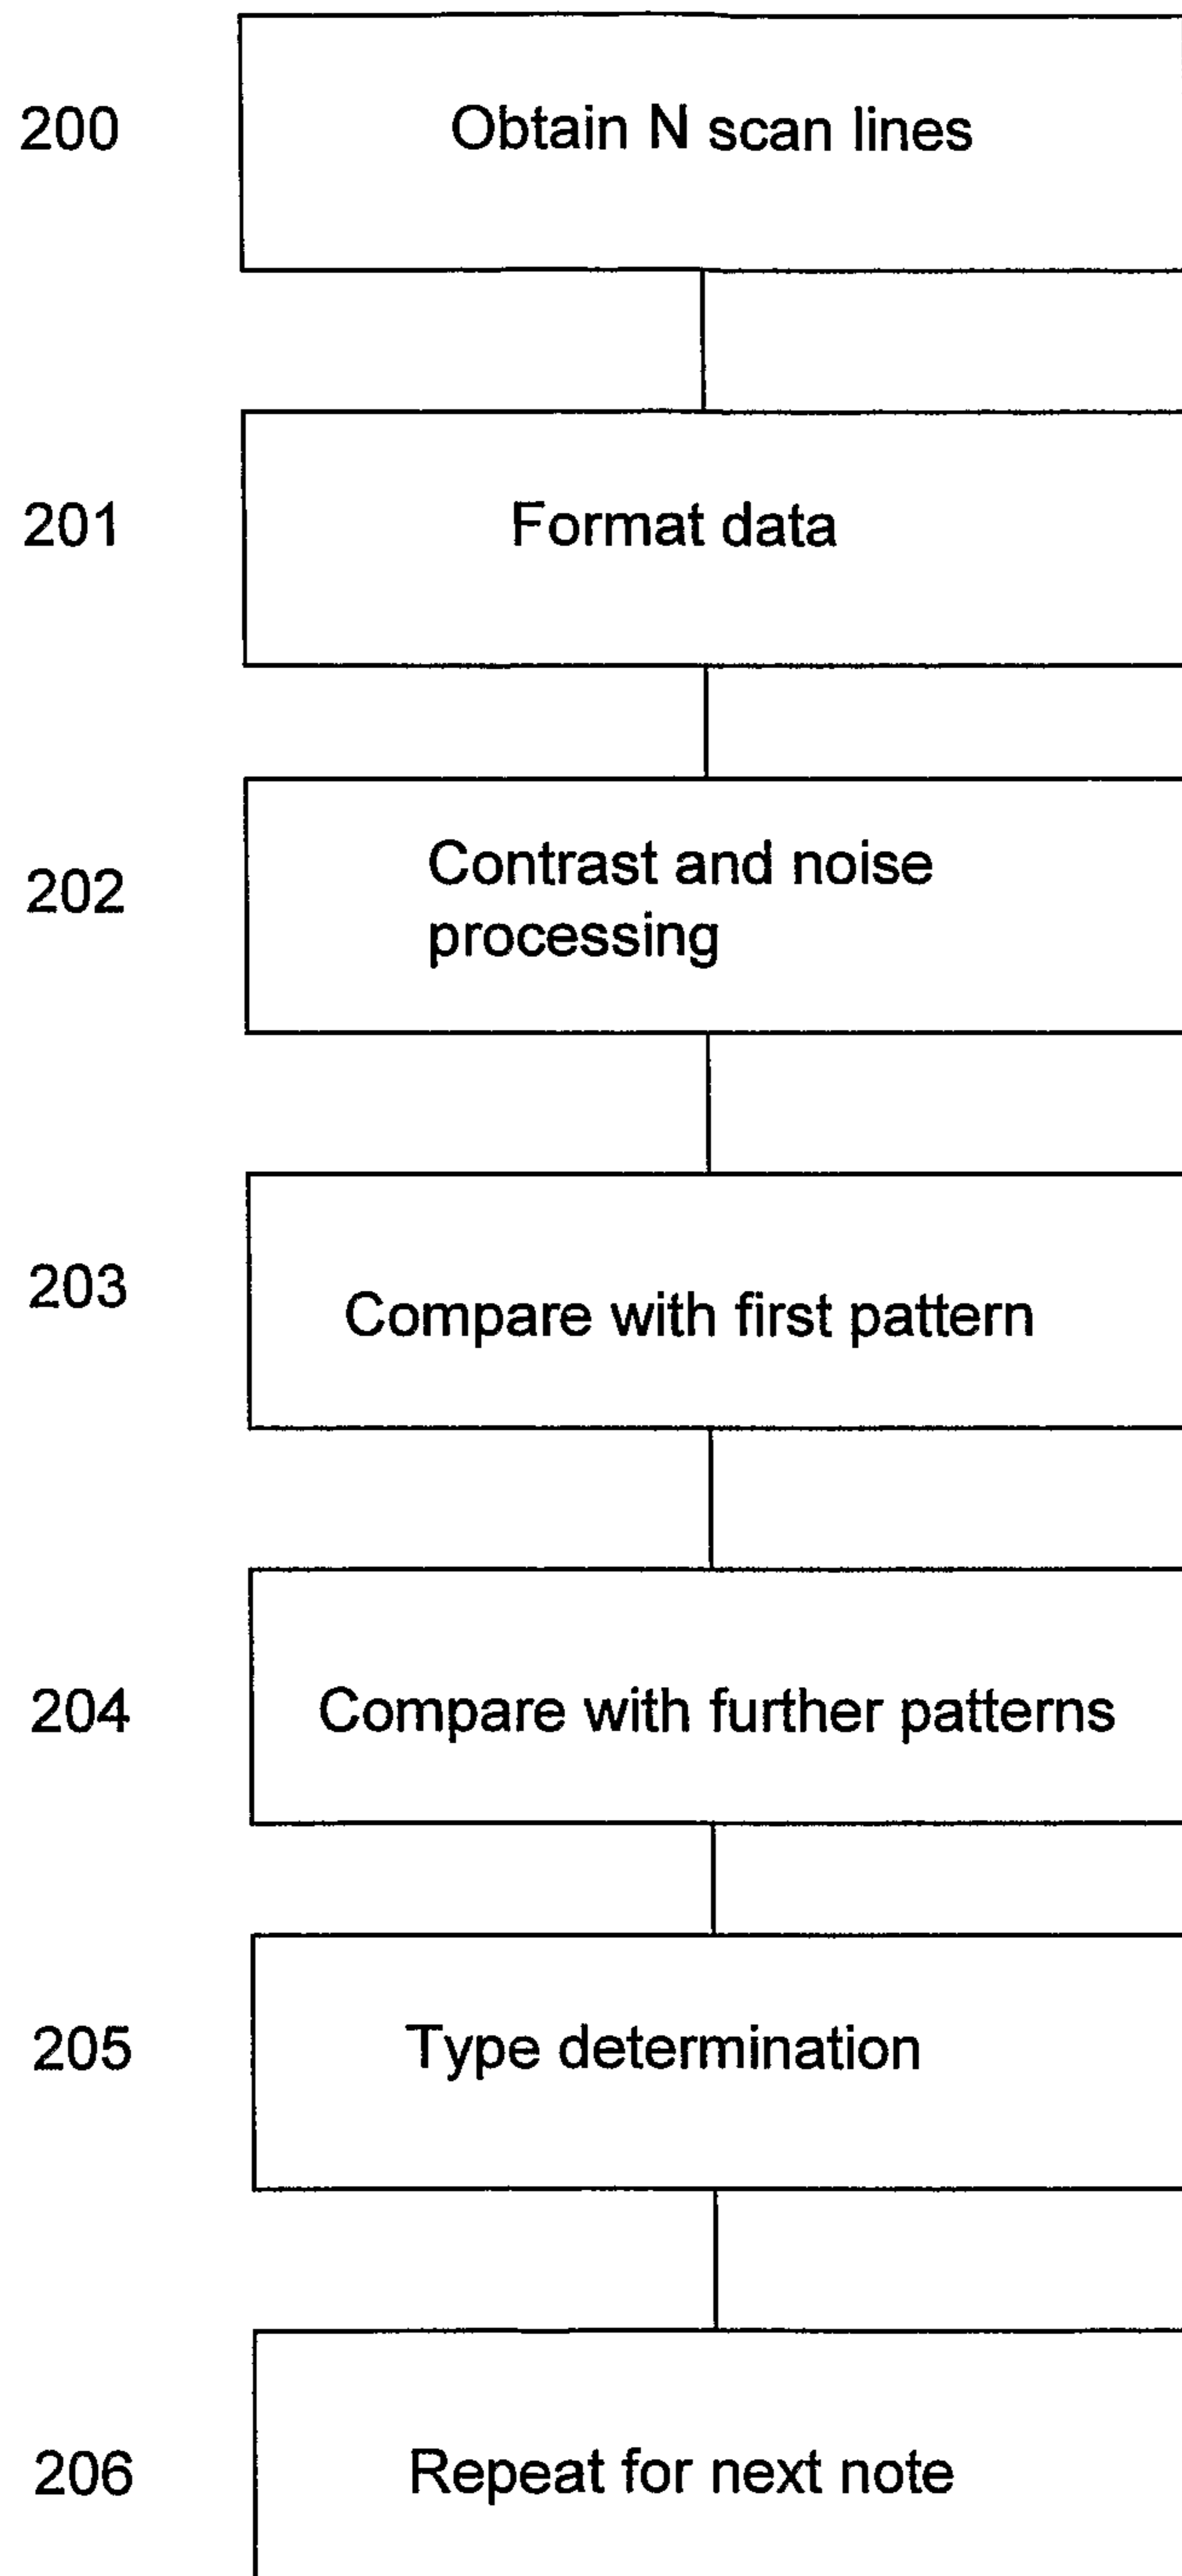 200 Obtain N scan lines
201 Format data
202 Contrast and noise
processing
203 Compare with first pattern
204 Compare with further patterns
205 Type determination
206 Repeat for next note